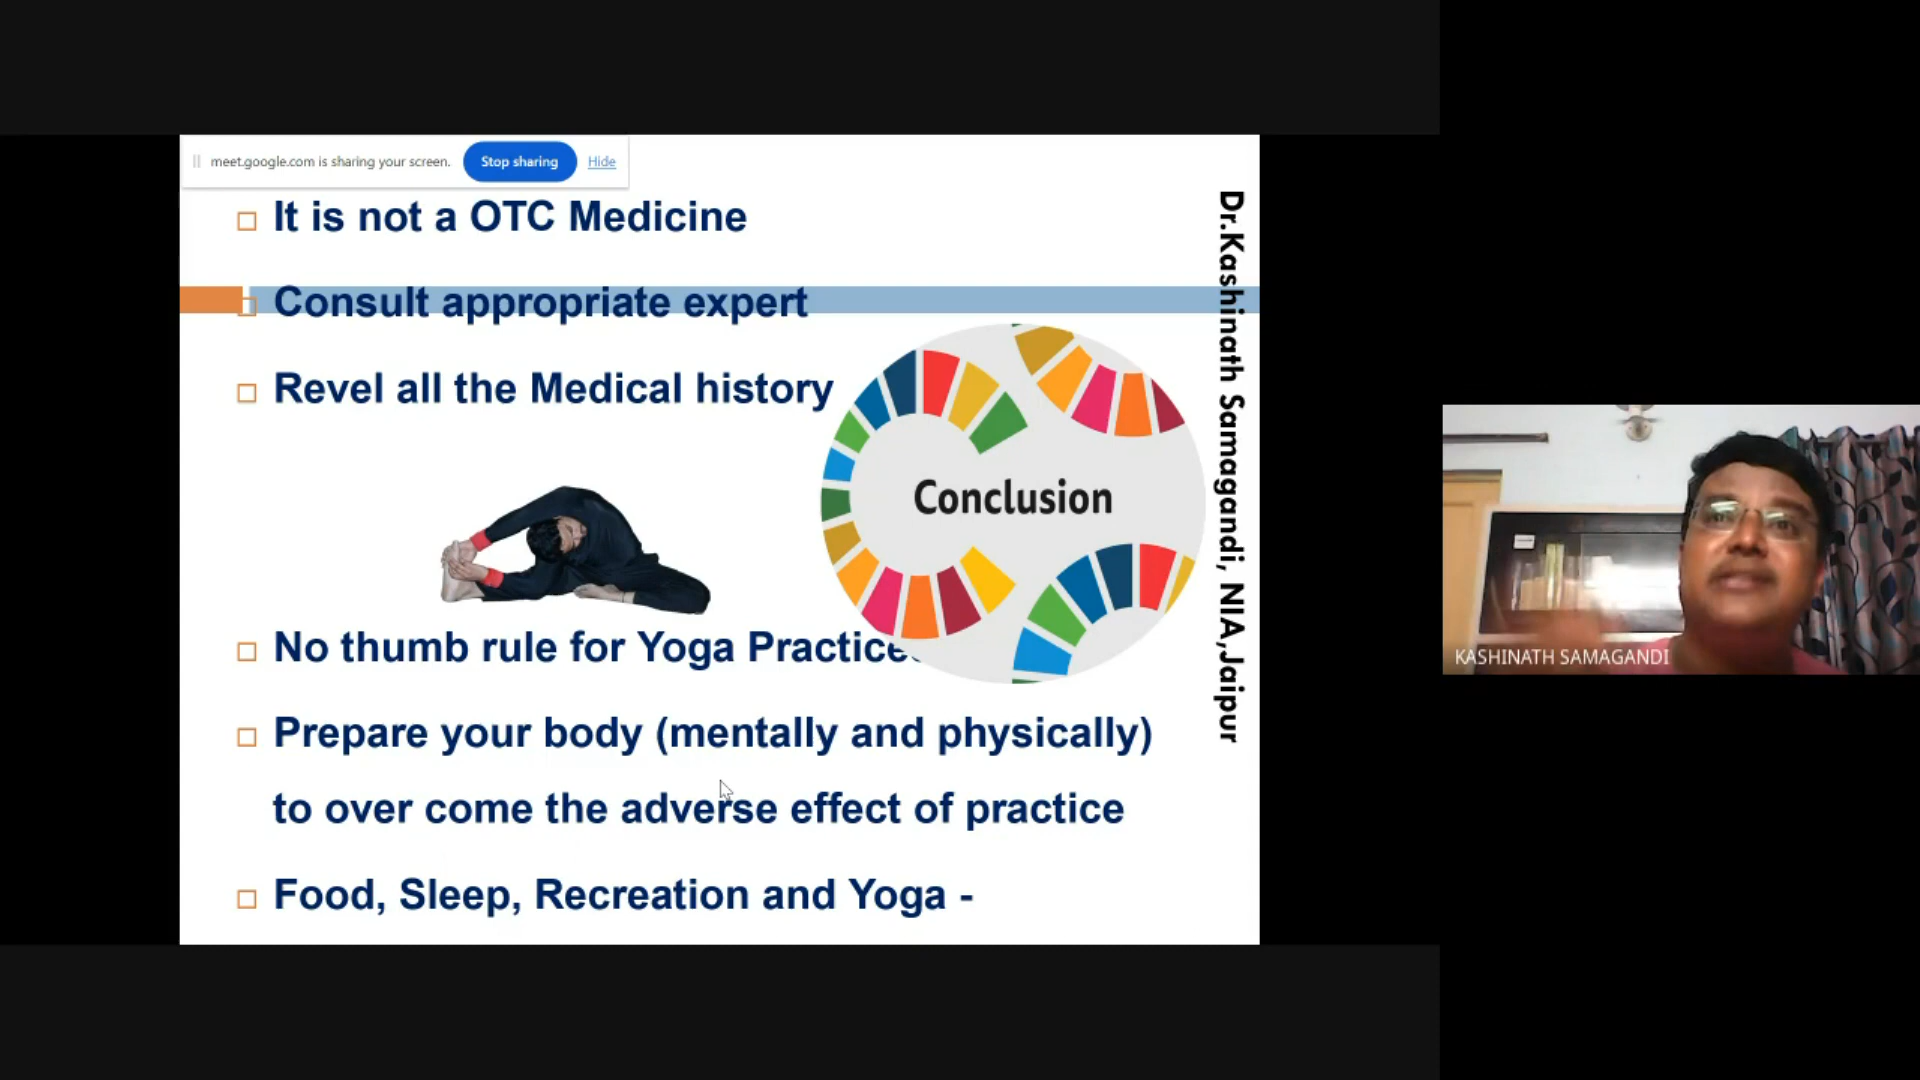 meet.google.com is sharing your screen. Stop sharing Hide
It is not a OTC Medicine
Consult appropriate expert
Revel all the Medical history
Conclusion
No thumb rule for Yoga Practice
Prepare your body (mentally and physically)
to over come the adverse effect of practice
Food, Sleep, Recreation and Yoga -
Dr.Kashinath Samagandi, NIA,Jaipur
KASHINATH SAMAGANDI